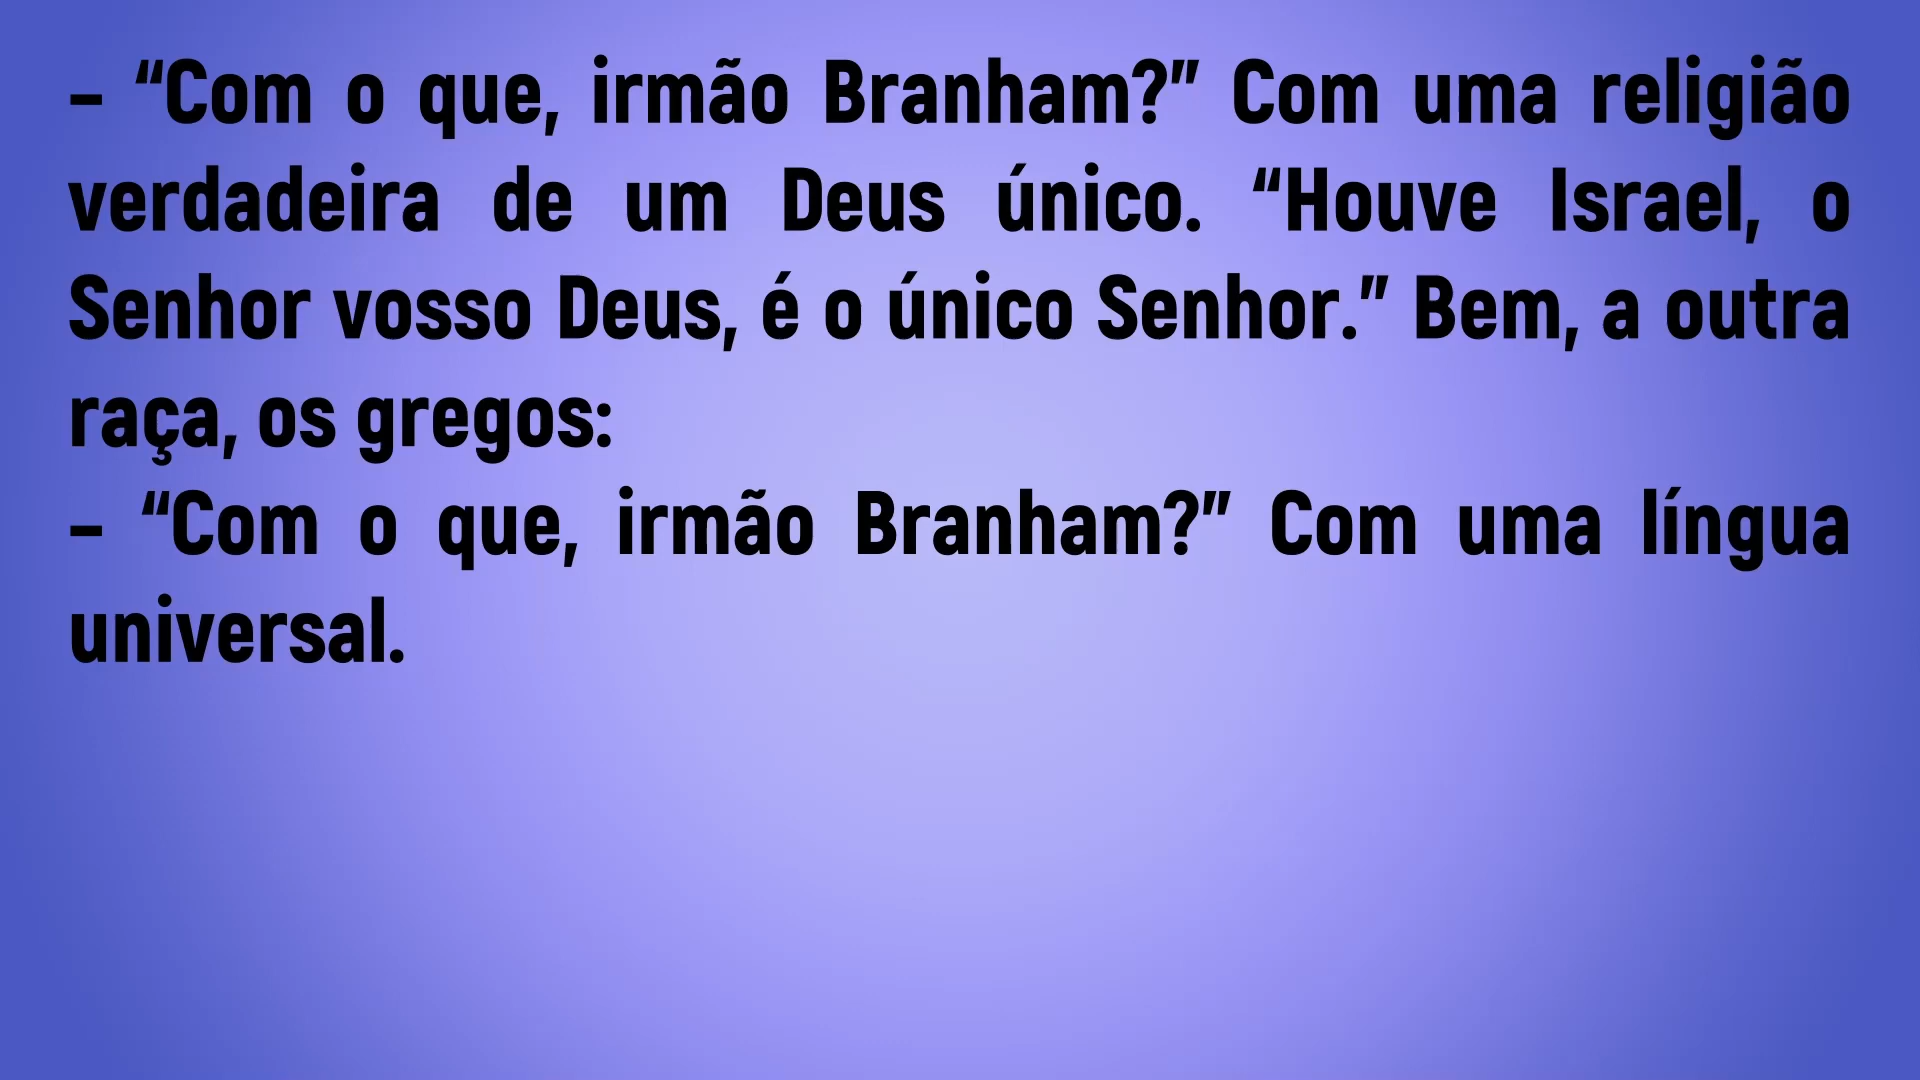 – “Com o que, irmão Branham?” Com uma religião
verdadeira de um Deus único. “Houve Israel, o
Senhor vosso Deus, é o único Senhor.” Bem, a outra
raça, os gregos:
– “Com o que, irmão Branham?” Com uma língua
universal.